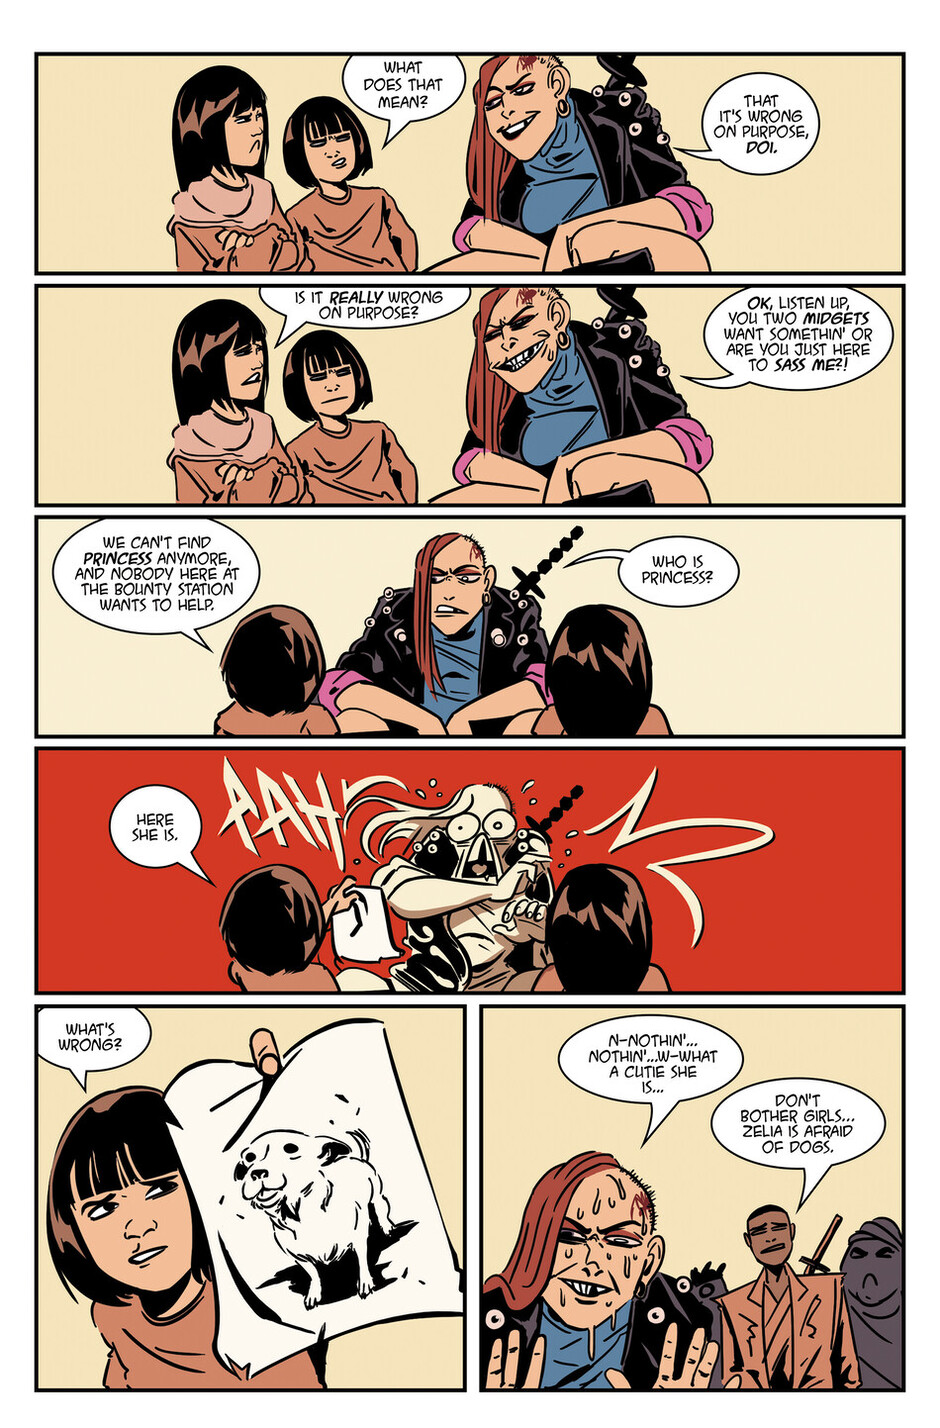 WHAT
DOES THAT
MEAN?
THAT
IT'S WRONG
ON PURPOSE,
DOI.
IS IT REALLY WRONG
ON PURPOSE?
OK, LISTEN UP,
YOU TWO MIDGETS
WANT SOMETHIN' OR
ARE YOU JUST HERE
TO SASS ME?!
WE CAN'T FIND
PRINCESS ANYMORE,
AND NOBODY HERE AT
THE BOUNTY STATION
WANTS TO HELP.
WHO IS
PRINCESS?
HERE
SHE IS.
WHAT'S
WRONG?
N-NOTHIN'...
NOTHIN'...W-WHAT
A CUTIE SHE
IS...
DON'T
BOTHER GIRLS...
ZELIA IS AFRAID
OF DOGS.